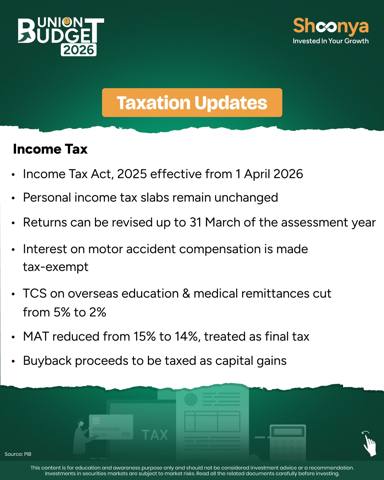 UNION
BUDGET
2026
Shoonya
Invested In Your Growth
Taxation Updates
Income Tax
• Income Tax Act, 2025 effective from 1 April 2026
• Personal income tax slabs remain unchanged
• Returns can be revised up to 31 March of the assessment year
• Interest on motor accident compensation is made
tax-exempt
• TCS on overseas education & medical remittances cut
from 5% to 2%
• MAT reduced from 15% to 14%, treated as final tax
• Buyback proceeds to be taxed as capital gains
TAX
Source: PIB
This content is for education and awareness purpose only and should not be considered investment advice or a recommendation.
Investments in securities markets are subject to market risks. Read all the related documents carefully before investing.